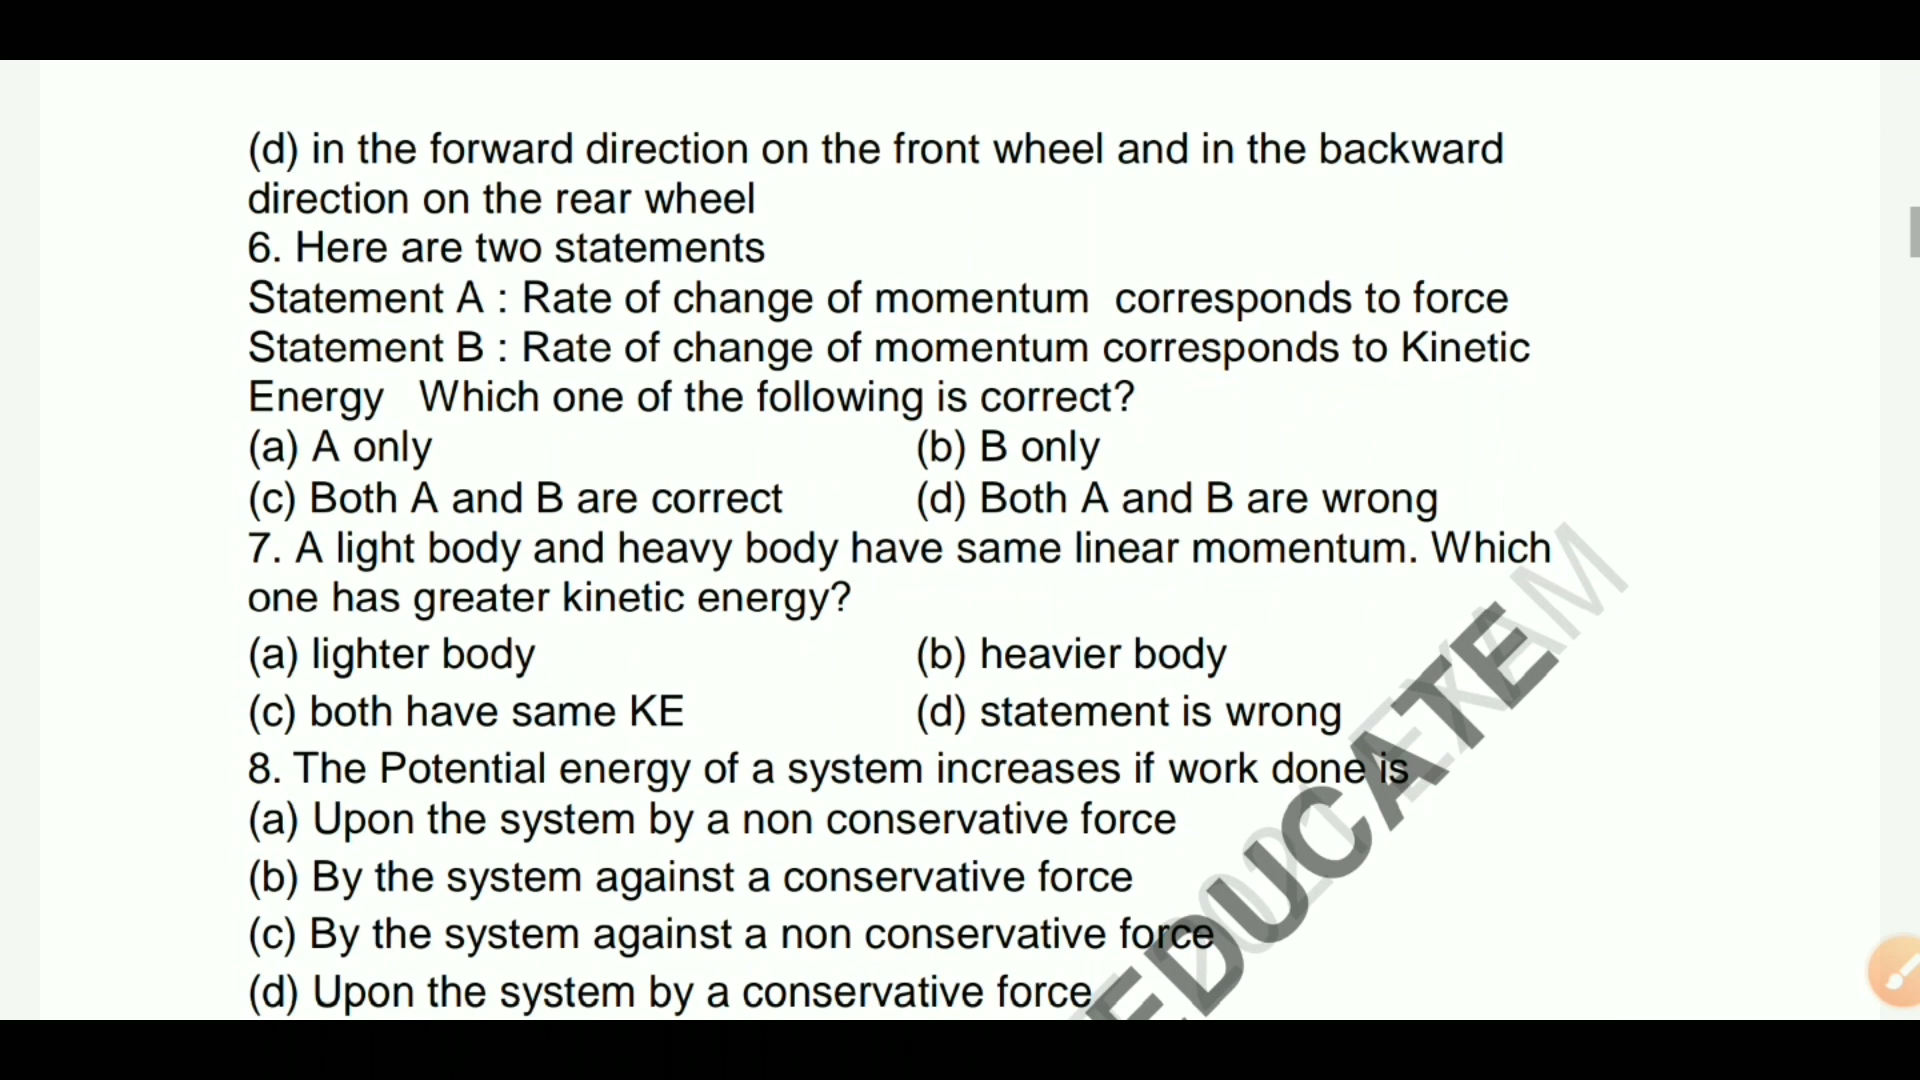 (d) in the forward direction on the front wheel and in the backward
direction on the rear wheel
6. Here are two statements
Statement A : Rate of change of momentum  corresponds to force
Statement B : Rate of change of momentum corresponds to Kinetic
Energy   Which one of the following is correct?
(a) A only (b) B only
(c) Both A and B are correct (d) Both A and B are wrong
7. A light body and heavy body have same linear momentum. Which
one has greater kinetic energy?
(a) lighter body (b) heavier body
(c) both have same KE (d) statement is wrong
8. The Potential energy of a system increases if work done is
(a) Upon the system by a non conservative force
(b) By the system against a conservative force
(c) By the system against a non conservative force
(d) Upon the system by a conservative force
EDUCATE
EXAM